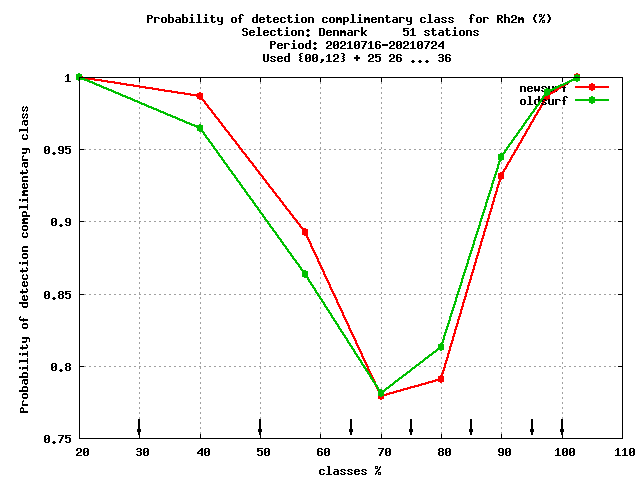 Probability of detection complimentary class  for Rh2m (%)
Selection: Denmark     51 stations
Period: 20210716-20210724
Used {00,12} + 25 26 ... 36
Probability of detection complimentary class
1
0.95
0.9
0.85
0.8
0.75
newsurf
oldsurf
20 30 40 50 60 70 80 90 100 110
classes %